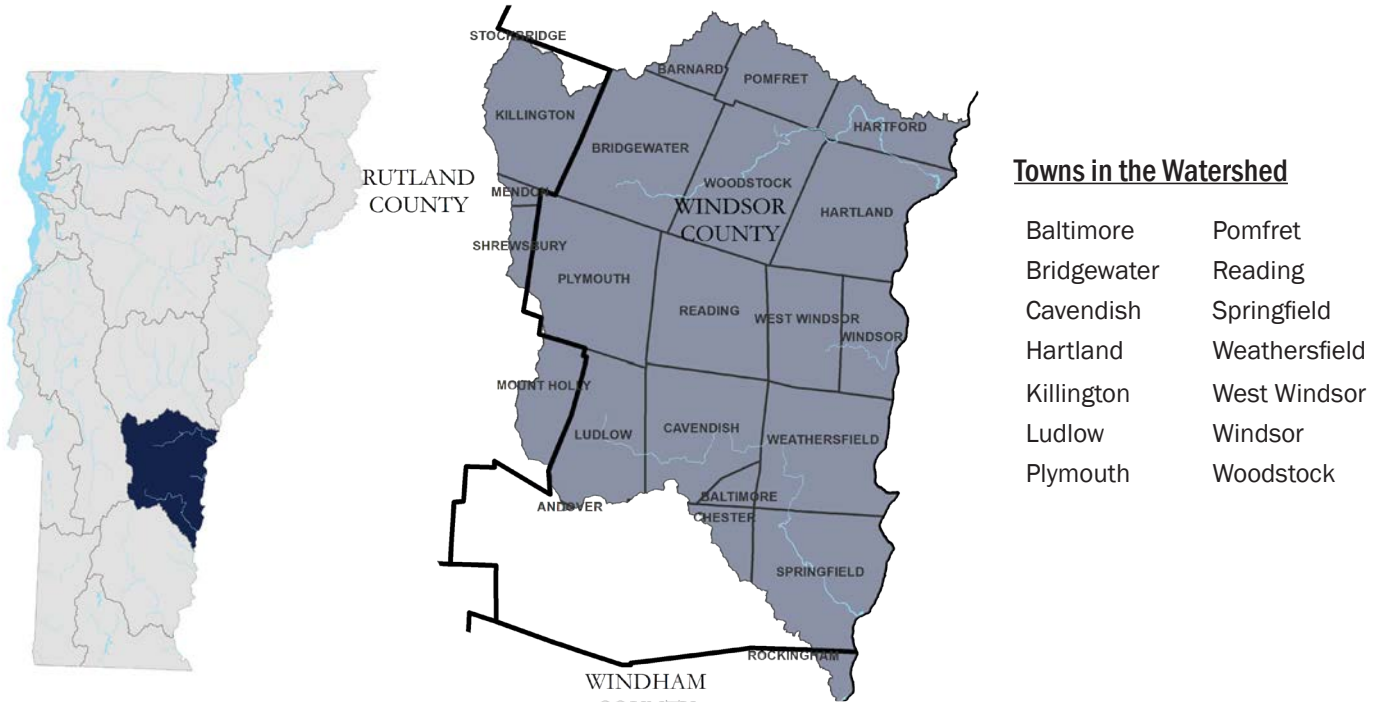 STOCKBRIDGE
BARNARD
POMFRET
KILLINGTON
HARTFORD
BRIDGEWATER
RUTLAND
COUNTY
MENDON
WOODSTOCK
WINDSOR
COUNTY
HARTLAND
SHREWSBURY
PLYMOUTH
READING
WEST WINDSOR
WINDSOR
MOUNT HOLLY
LUDLOW
CAVENDISH
WEATHERSFIELD
BALTIMORE
ANDOVER
CHESTER
SPRINGFIELD
ROCKINGHAM
WINDHAM
Towns in the Watershed
Baltimore
Bridgewater
Cavendish
Hartland
Killington
Ludlow
Plymouth
Pomfret
Reading
Springfield
Weathersfield
West Windsor
Windsor
Woodstock